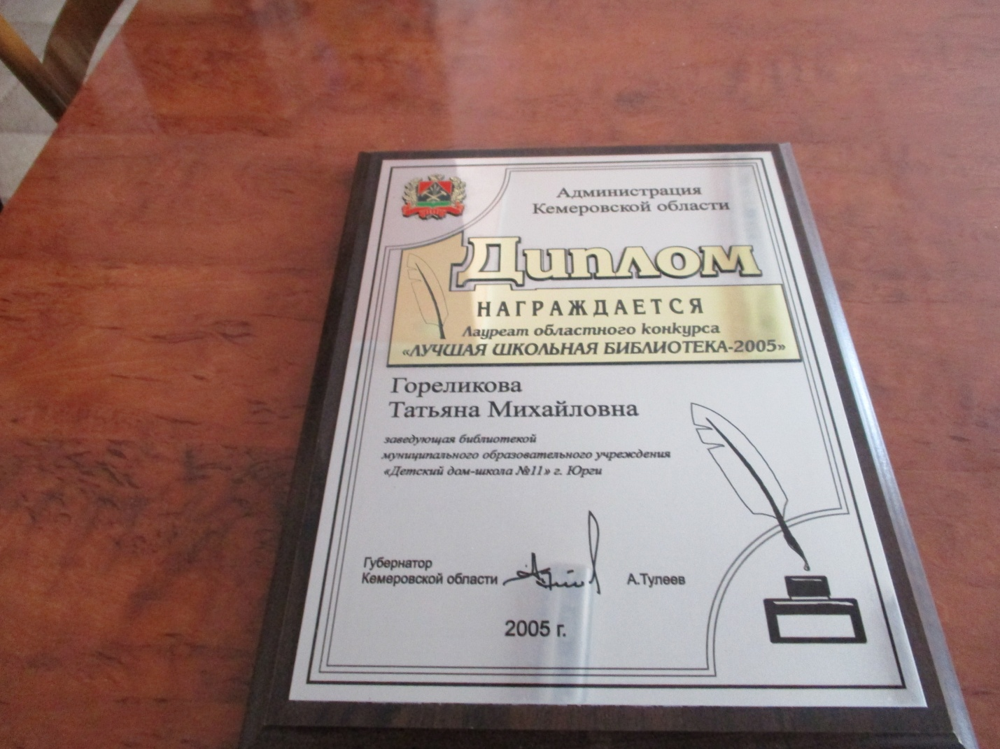 Администрация
Кемеровской области
Диплом
НАГРАЖДАЕТСЯ
Лауреат областного конкурса
«ЛУЧШАЯ ШКОЛЬНАЯ БИБЛИОТЕКА-2005»
Гореликова
Татьяна Михайловна
заведующая библиотекой
муниципального образовательного учреждения
«Детский дом-школа №11» г. Юрги
Губернатор
Кемеровской области А.Тулеев
2005 г.